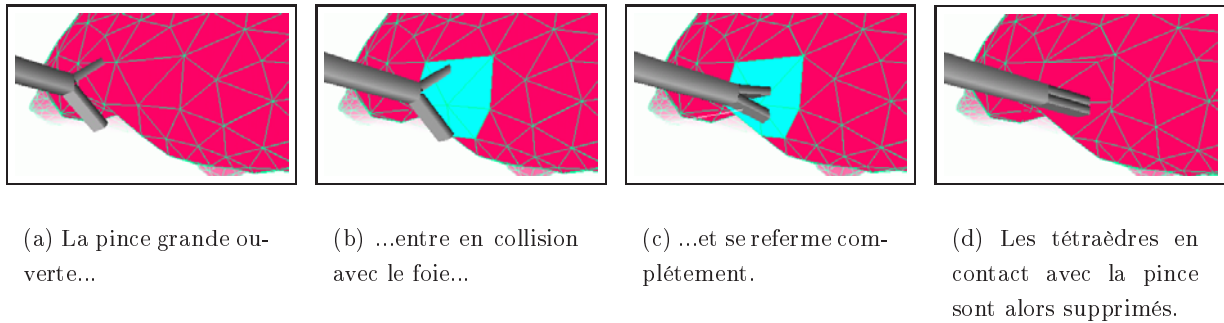 (a) La pince grande ou-
verte...
(b) ...entre en collision
avec le foie...
(c) ...et se referme com-
plétement.
(d) Les tétraèdres en
contact avec la pince
sont alors supprimés.